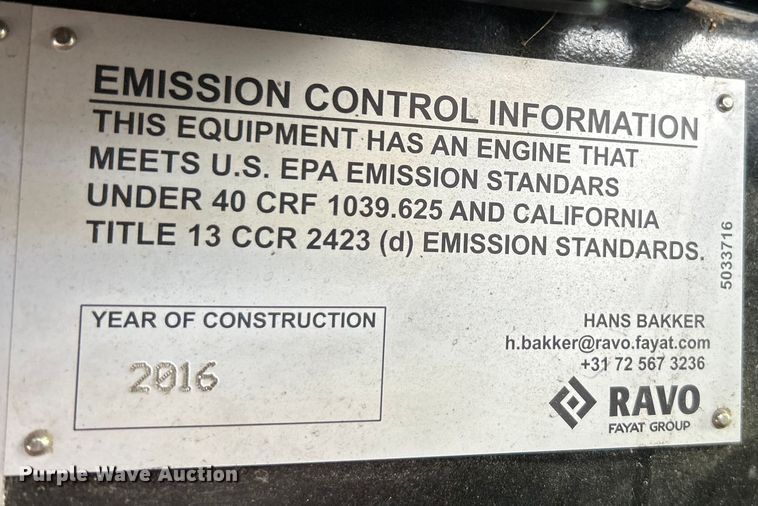 EMISSION CONTROL INFORMATION
THIS EQUIPMENT HAS AN ENGINE THAT
MEETS U.S. EPA EMISSION STANDARS
UNDER 40 CRF 1039.625 AND CALIFORNIA
TITLE 13 CCR 2423 (d) EMISSION STANDARDS.
5033716
YEAR OF CONSTRUCTION
2016
HANS BAKKER
h.bakker@ravo.fayat.com
+31 72 567 3236
RAVO
FAYAT GROUP
Purple Wave Auction